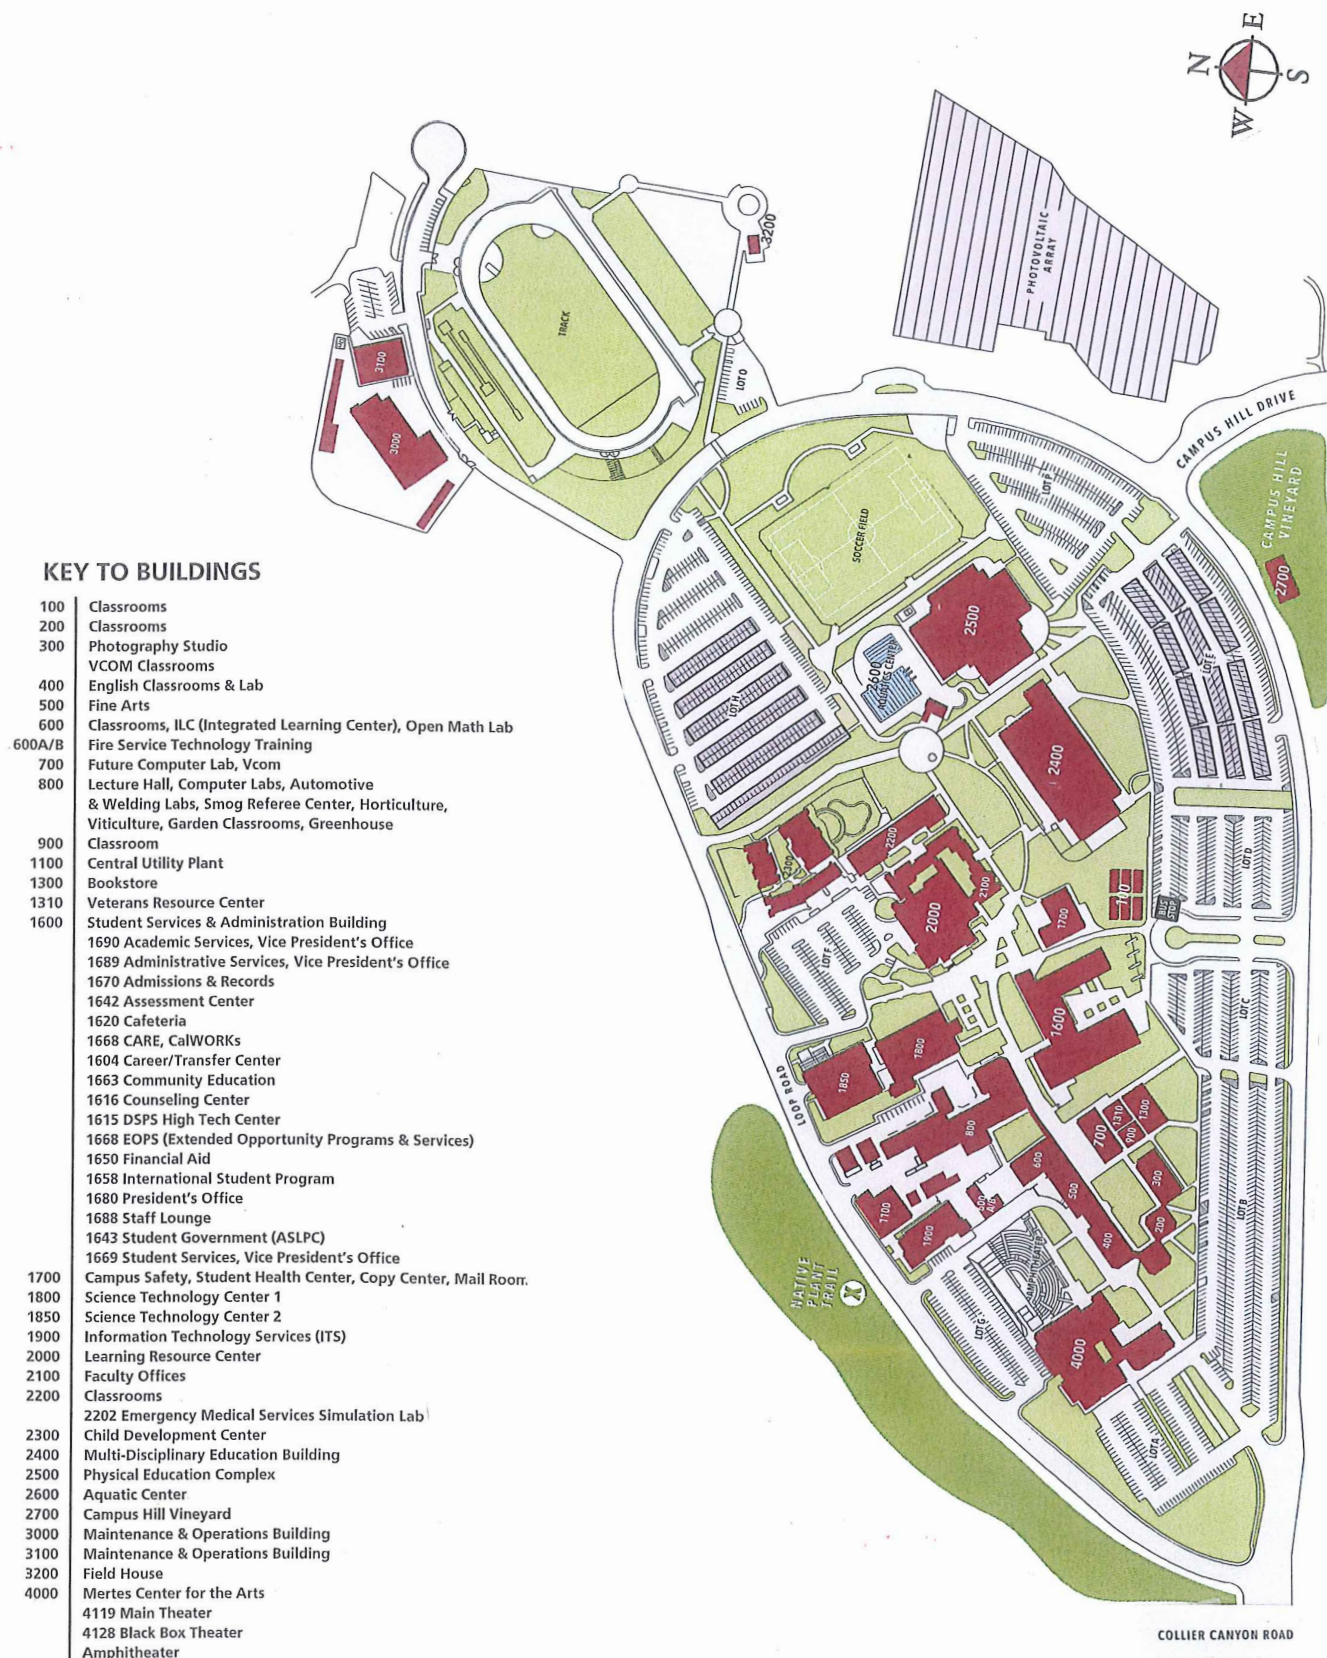 N
E
W
S
PHOTOVOLTAIC
ARRAY
3200
TRACK
3100
3000
LOT O
CAMPUS HILL DRIVE
CAMPUS HILL
VINEYARD
2700
LOT P
SOCCER FIELD
2500
2600
AQUATICS CENTER
LOT H
LOT E
2400
2200
2300
2100
2000
1700
100
BUS
STOP
LOT D
LOT F
LOT C
1600
1800
1850
LOOP ROAD
800
700
1310
900
1300
600
300
500
200
400
600
A/B
1100
1900
LOT B
AMPHITHEATER
NATIVE
PLANT
TRAIL
LOT G
4000
LOT A
COLLIER CANYON ROAD
KEY TO BUILDINGS
100 Classrooms
200 Classrooms
300 Photography Studio
VCOM Classrooms
400 English Classrooms & Lab
500 Fine Arts
600 Classrooms, ILC (Integrated Learning Center), Open Math Lab
600A/B Fire Service Technology Training
700 Future Computer Lab, Vcom
800 Lecture Hall, Computer Labs, Automotive
& Welding Labs, Smog Referee Center, Horticulture,
Viticulture, Garden Classrooms, Greenhouse
900 Classroom
1100 Central Utility Plant
1300 Bookstore
1310 Veterans Resource Center
1600 Student Services & Administration Building
1690 Academic Services, Vice President's Office
1689 Administrative Services, Vice President's Office
1670 Admissions & Records
1642 Assessment Center
1620 Cafeteria
1668 CARE, CalWORKs
1604 Career/Transfer Center
1663 Community Education
1616 Counseling Center
1615 DSPS High Tech Center
1668 EOPS (Extended Opportunity Programs & Services)
1650 Financial Aid
1658 International Student Program
1680 President's Office
1688 Staff Lounge
1643 Student Government (ASLPC)
1669 Student Services, Vice President's Office
1700 Campus Safety, Student Health Center, Copy Center, Mail Room.
1800 Science Technology Center 1
1850 Science Technology Center 2
1900 Information Technology Services (ITS)
2000 Learning Resource Center
2100 Faculty Offices
2200 Classrooms
2202 Emergency Medical Services Simulation Lab
2300 Child Development Center
2400 Multi-Disciplinary Education Building
2500 Physical Education Complex
2600 Aquatic Center
2700 Campus Hill Vineyard
3000 Maintenance & Operations Building
3100 Maintenance & Operations Building
3200 Field House
4000 Mertes Center for the Arts
4119 Main Theater
4128 Black Box Theater
Amphitheater